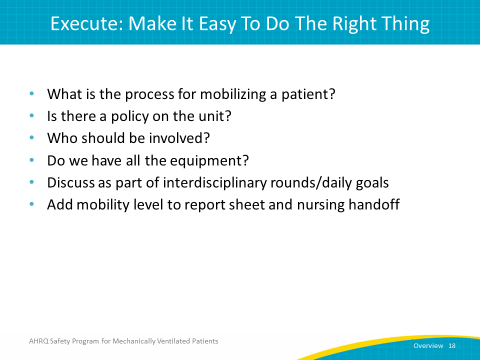 Execute: Make It Easy To Do The Right Thing
• What is the process for mobilizing a patient?
• Is there a policy on the unit?
• Who should be involved?
• Do we have all the equipment?
• Discuss as part of interdisciplinary rounds/daily goals
• Add mobility level to report sheet and nursing handoff
AHRQ Safety Program for Mechanically Ventilated Patients
Overview 18